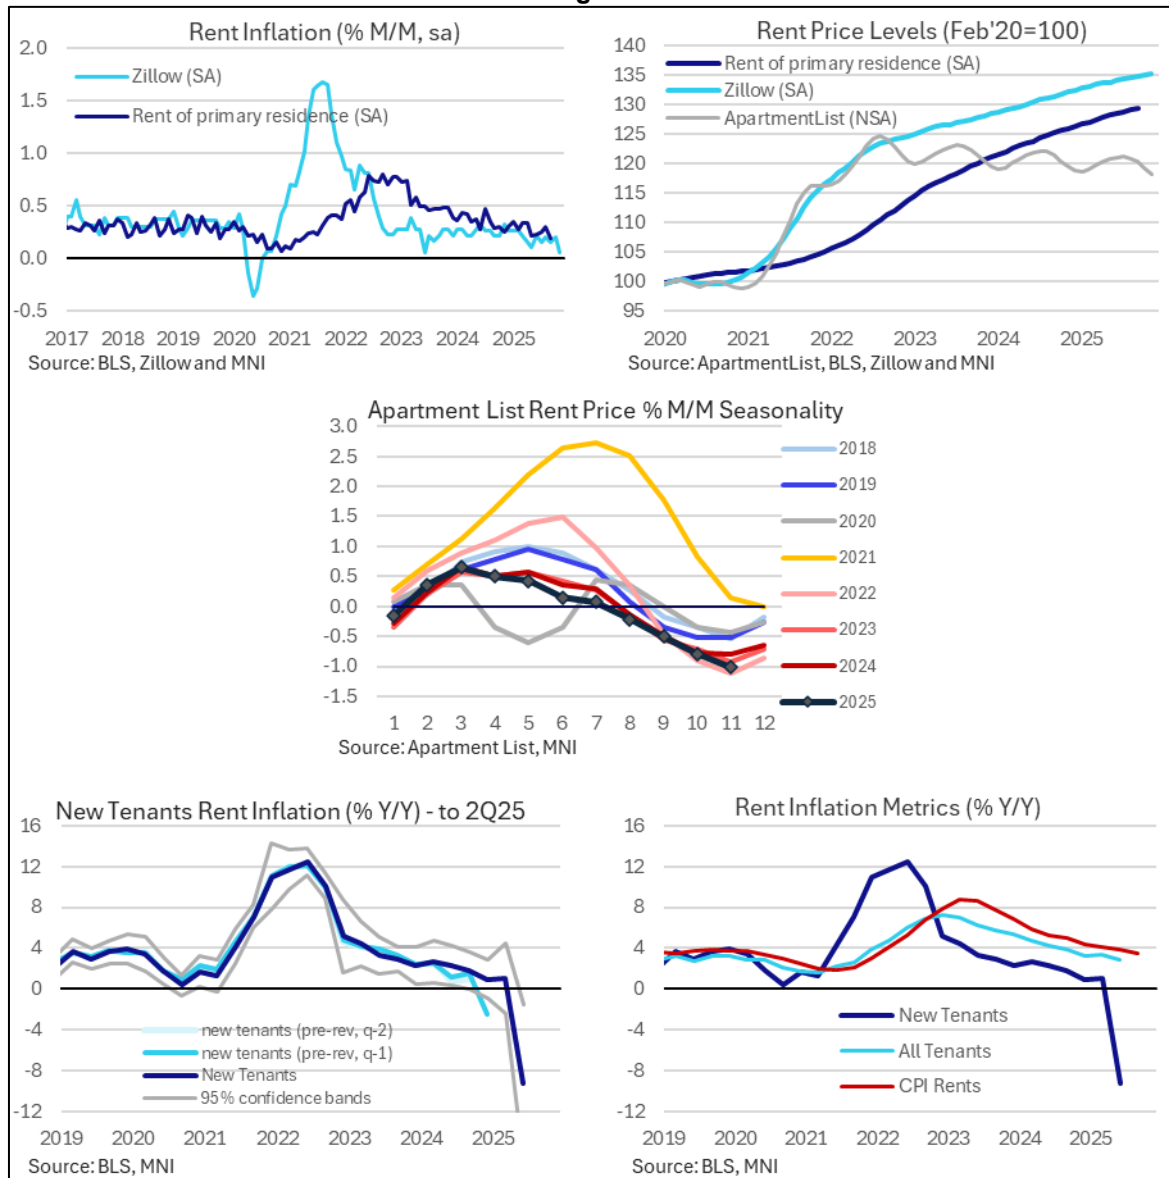 Rent Inflation (% M/M, sa)
2.0
1.5
1.0
0.5
0.0
-0.5
Zillow (SA)
Rent of primary residence (SA)
2017 2018 2019 2020 2021 2022 2023 2024 2025
Source: BLS, Zillow and MNI
Rent Price Levels (Feb'20=100)
140
135
130
125
120
115
110
105
100
95
Rent of primary residence (SA)
Zillow (SA)
ApartmentList (NSA)
2020 2021 2022 2023 2024 2025
Source: ApartmentList, BLS, Zillow and MNI
Apartment List Rent Price % M/M Seasonality
3.0
2.5
2.0
1.5
1.0
0.5
0.0
-0.5
-1.0
-1.5
1 2 3 4 5 6 7 8 9 10 11 12
2018
2019
2020
2021
2022
2023
2024
2025
Source: Apartment List, MNI
New Tenants Rent Inflation (% Y/Y) - to 2Q25
16
12
8
4
0
-4
-8
-12
new tenants (pre-rev, q-2)
new tenants (pre-rev, q-1)
New Tenants
95% confidence bands
2019 2020 2021 2022 2023 2024 2025
Source: BLS, MNI
Rent Inflation Metrics (% Y/Y)
16
12
8
4
0
-4
-8
-12
New Tenants
All Tenants
CPI Rents
2019 2020 2021 2022 2023 2024 2025
Source: BLS, MNI